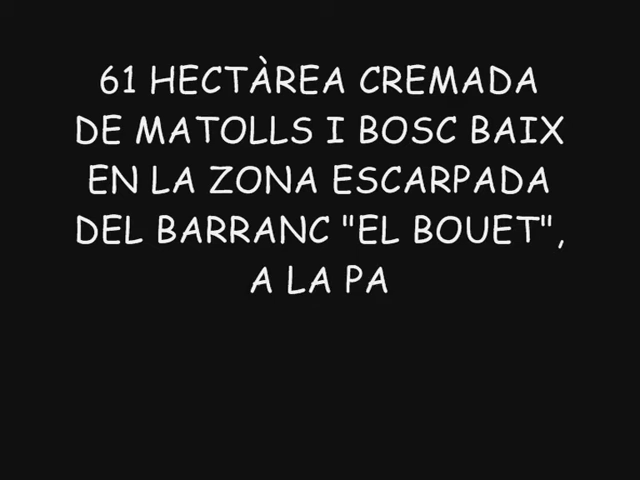 61 HECTÀREA CREMADA
DE MATOLLS I BOSC BAIX
EN LA ZONA ESCARPADA
DEL BARRANC "EL BOUET",
A LA PA